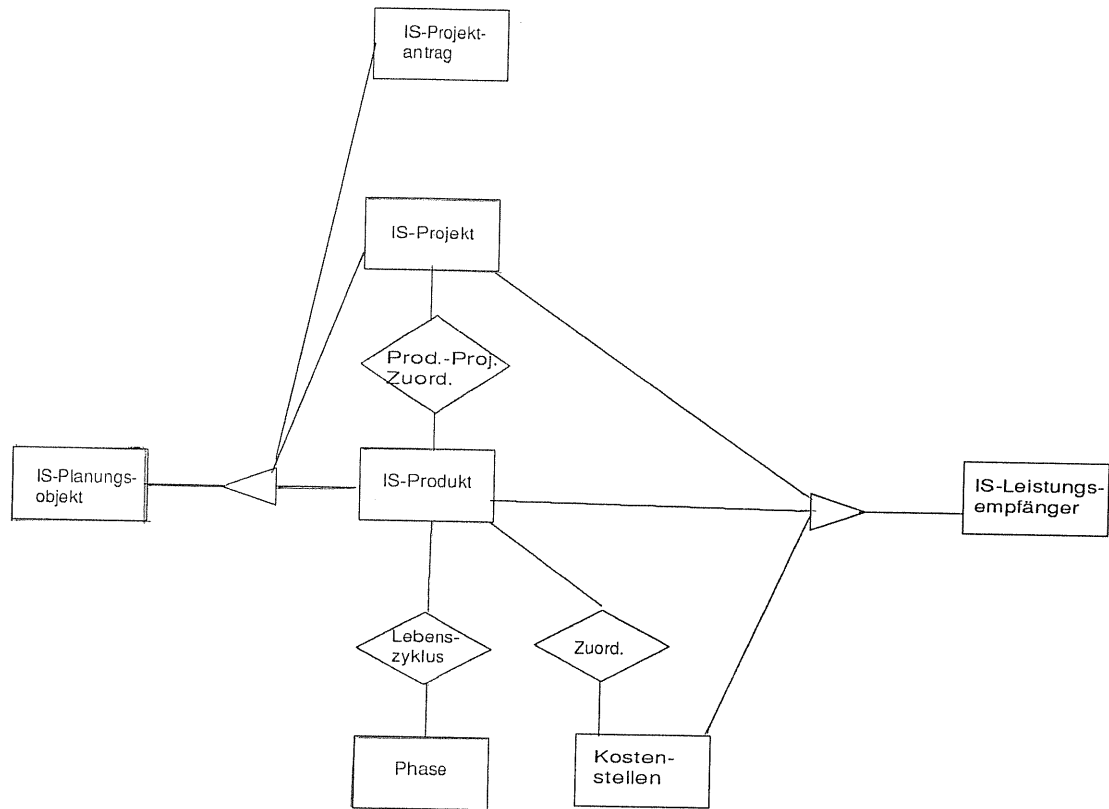 IS-Projekt-
antrag
IS-Projekt
Prod.-Proj.
Zuord.
IS-Planungs-
objekt
IS-Produkt
IS-Leistungs-
empfänger
Lebens-
zyklus
Zuord.
Phase
Kosten-
stellen